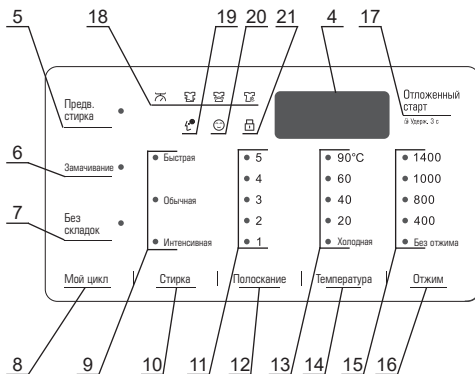 5 18 19 20 21 4 17
Предв.
стирка
Отложенный
старт
Удерж. 3 с
6
Замачивание
7
Без
складок
Быстрая
Обычная
Интенсивная
5
4
3
2
1
90°C
60
40
20
Холодная
1400
1000
800
400
Без отжима
Мой цикл Стирка Полоскание Температура Отжим
8 9 10 11 12 13 14 15 16